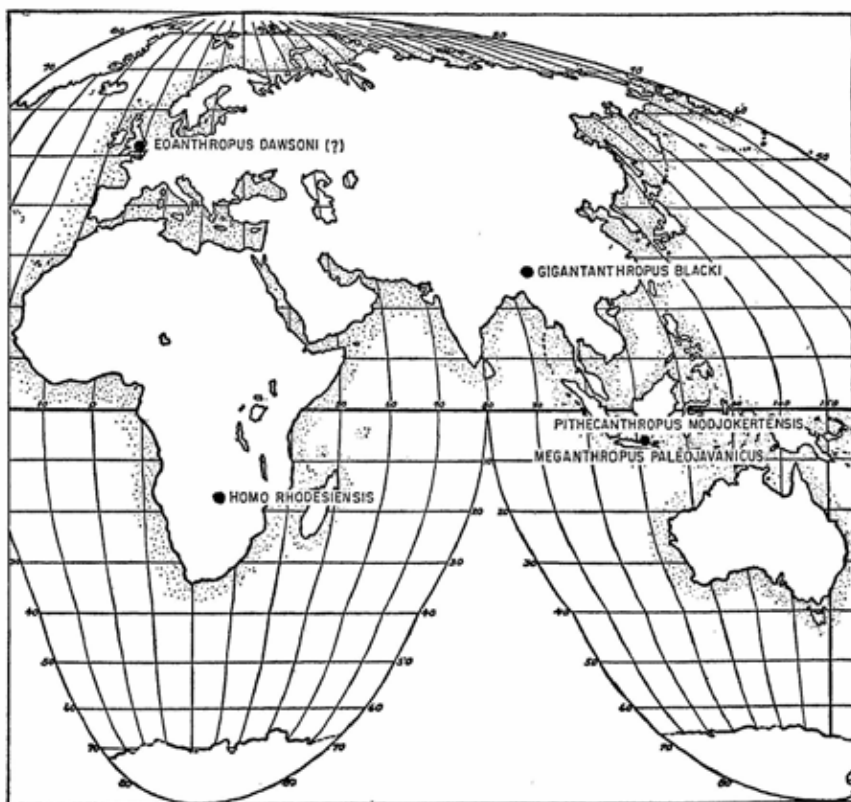 EOANTHROPUS DAWSONI (?)
GIGANTANTHROPUS BLACKI
PITHECANTHROPUS MODJOKERTENSIS
MEGANTHROPUS PALEOJAVANICUS
HOMO RHODESIENSIS